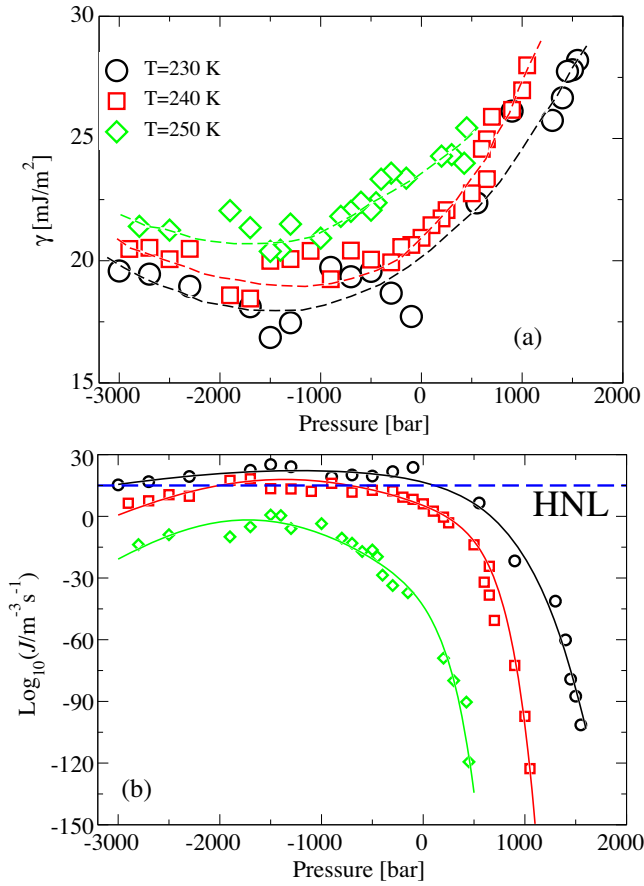 30
T=230 K
T=240 K
T=250 K
25
γ [mJ/m²]
20
(a)
15
-3000 -2000 -1000 0 1000 2000
Pressure [bar]
30
HNL
0
-30
Log₁₀(J/m⁻³ s⁻¹)
-60
-90
-120
(b)
-150
-3000 -2000 -1000 0 1000 2000
Pressure [bar]